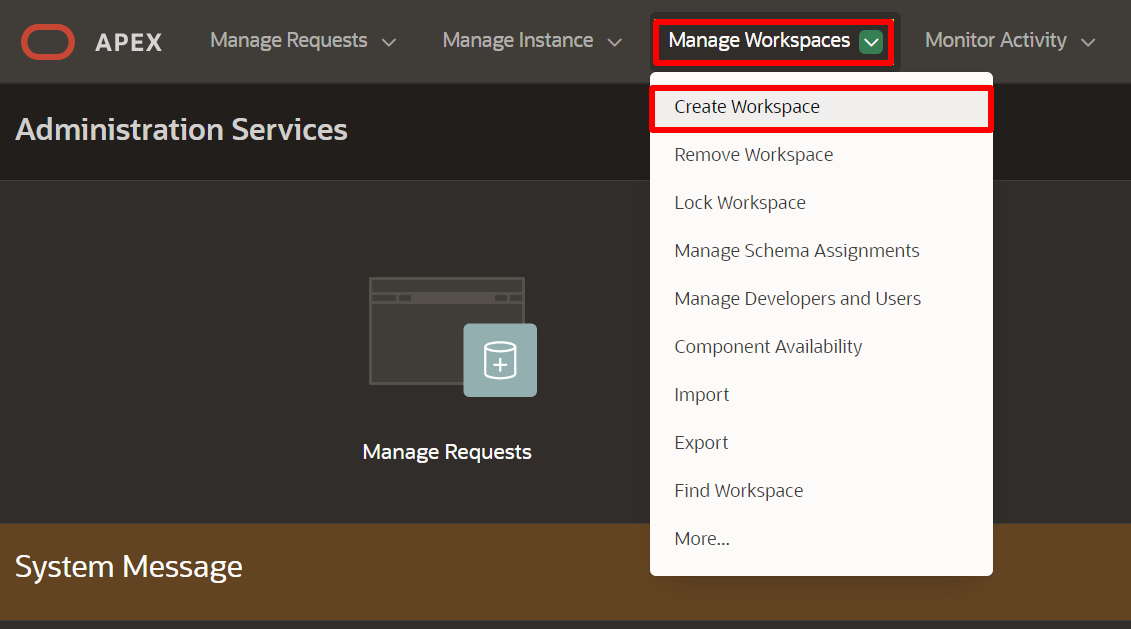 APEX Manage Requests Manage Instance Manage Workspaces Monitor Activity
Administration Services
Create Workspace
Remove Workspace
Lock Workspace
Manage Schema Assignments
Manage Developers and Users
Component Availability
Import
Export
Find Workspace
More...
Manage Requests
System Message